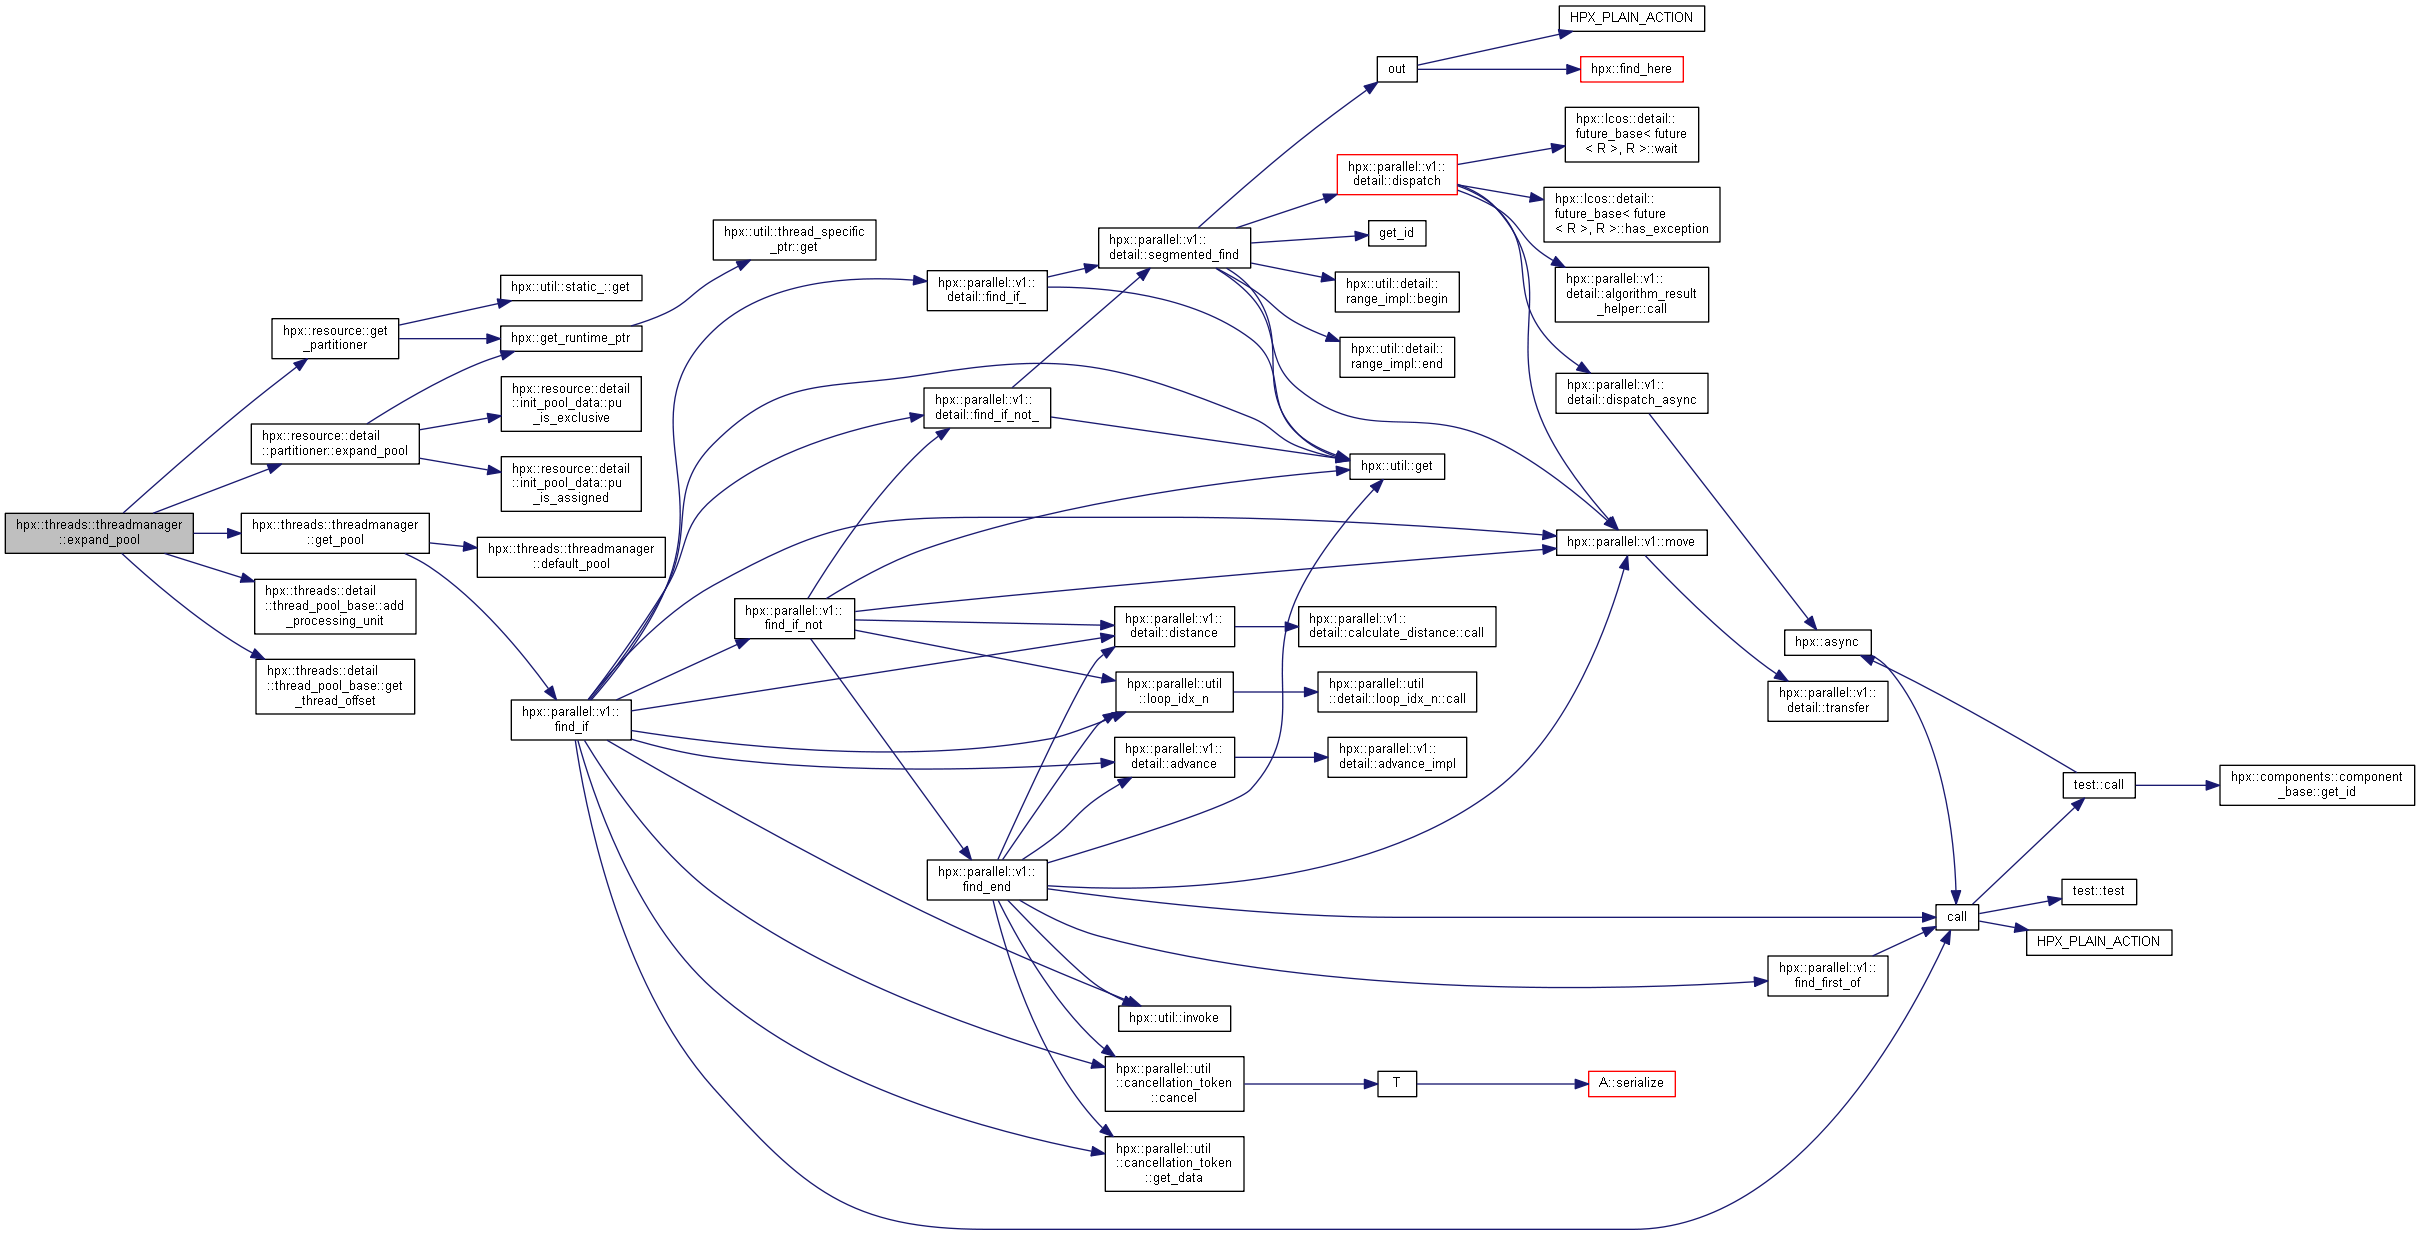 HPX_PLAIN_ACTION
out
hpx::find_here
hpx::lcos::detail::
future_base< future
< R >, R >::wait
hpx::parallel::v1::
detail::dispatch
hpx::lcos::detail::
future_base< future
< R >, R >::has_exception
hpx::util::thread_specific
_ptr::get
get_id
hpx::parallel::v1::
detail::segmented_find
hpx::parallel::v1::
detail::algorithm_result
_helper::call
hpx::util::static_::get
hpx::parallel::v1::
detail::find_if_
hpx::util::detail::
range_impl::begin
hpx::resource::get
_partitioner
hpx::get_runtime_ptr
hpx::util::detail::
range_impl::end
hpx::resource::detail
::init_pool_data::pu
_is_exclusive
hpx::parallel::v1::
detail::find_if_not_
hpx::parallel::v1::
detail::dispatch_async
hpx::resource::detail
::partitioner::expand_pool
hpx::resource::detail
::init_pool_data::pu
_is_assigned
hpx::util::get
hpx::threads::threadmanager
::expand_pool
hpx::threads::threadmanager
::get_pool
hpx::threads::threadmanager
::default_pool
hpx::parallel::v1::move
hpx::threads::detail
::thread_pool_base::add
_processing_unit
hpx::parallel::v1::
find_if_not
hpx::parallel::v1::
detail::distance
hpx::parallel::v1::
detail::calculate_distance::call
hpx::async
hpx::threads::detail
::thread_pool_base::get
_thread_offset
hpx::parallel::v1::
find_if
hpx::parallel::util
::loop_idx_n
hpx::parallel::util
::detail::loop_idx_n::call
hpx::parallel::v1::
detail::transfer
hpx::parallel::v1::
detail::advance
hpx::parallel::v1::
detail::advance_impl
test::call
hpx::components::component
_base::get_id
hpx::parallel::v1::
find_end
test::test
call
HPX_PLAIN_ACTION
hpx::parallel::v1::
find_first_of
hpx::util::invoke
hpx::parallel::util
::cancellation_token
::cancel
T
A::serialize
hpx::parallel::util
::cancellation_token
::get_data